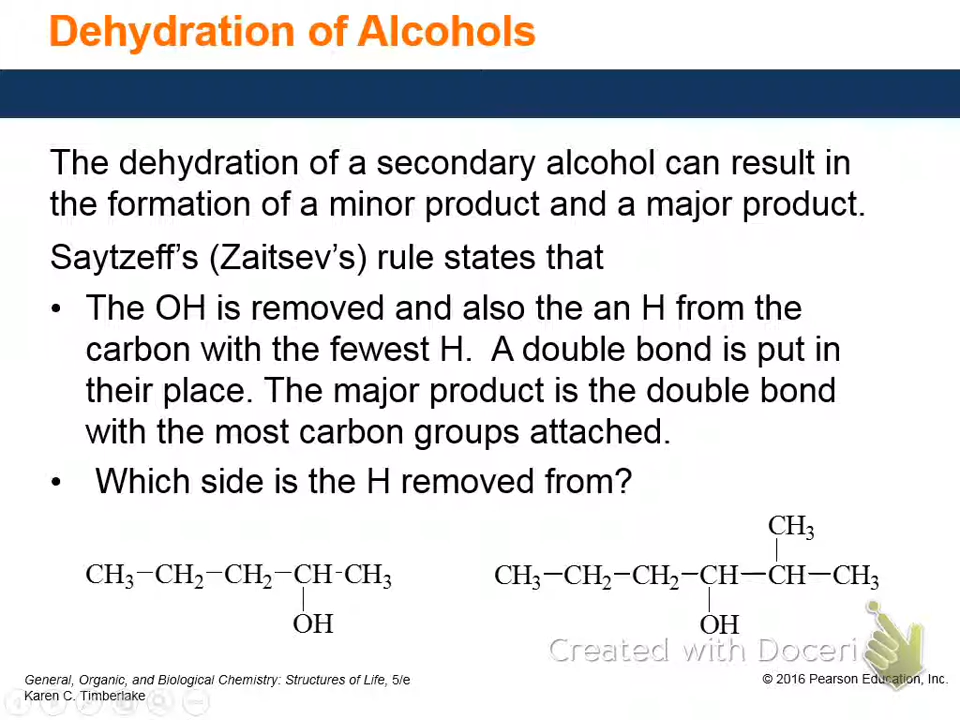 Dehydration of Alcohols
The dehydration of a secondary alcohol can result in
the formation of a minor product and a major product.
Saytzeff’s (Zaitsev’s) rule states that
• The OH is removed and also the an H from the
carbon with the fewest H. A double bond is put in
their place. The major product is the double bond
with the most carbon groups attached.
• Which side is the H removed from?
CH₃
CH₃–CH₂–CH₂–CH-CH₃ CH₃–CH₂–CH₂–CH–CH–CH₃
OH OH
Created with Doceri
General, Organic, and Biological Chemistry: Structures of Life, 5/e © 2016 Pearson Education, Inc.
Karen C. Timberlake